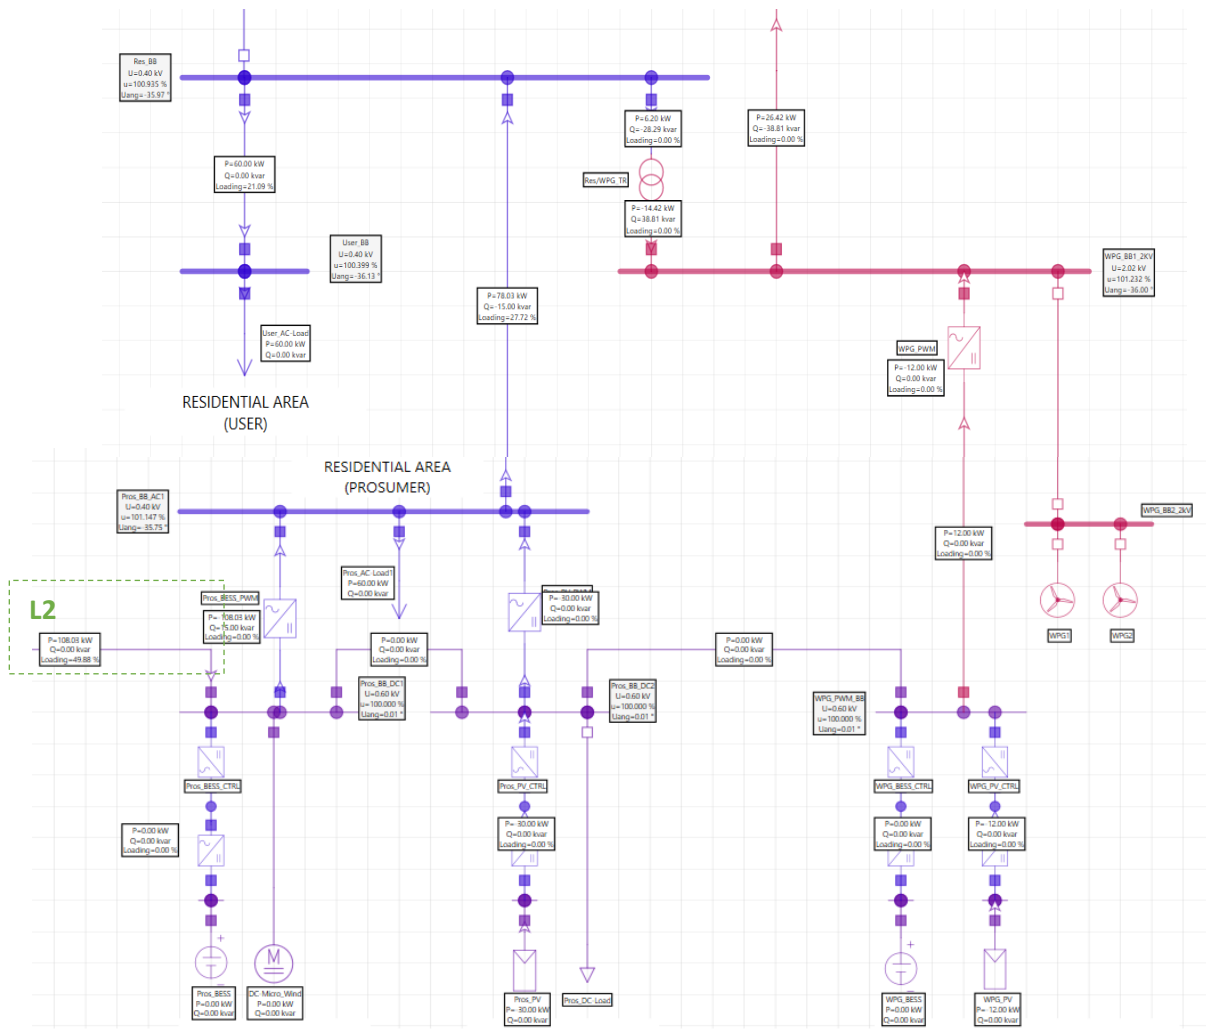 Res_BB
U=0.40 kV
u=100.935 %
Uang=-35.97 °
P=6.20 kW
Q=-28.29 kvar
Loading=0.00 %
P=26.42 kW
Q=-38.81 kvar
Loading=0.00 %
P=60.00 kW
Q=0.00 kvar
Loading=21.09 %
Res/WPG_TR
P=-14.42 kW
Q=38.81 kvar
Loading=0.00 %
User_BB
U=0.40 kV
u=100.399 %
Uang=-36.13 °
WPG_BB1_2KV
U=2.02 kV
u=101.232 %
Uang=-36.00 °
P=78.03 kW
Q=-15.00 kvar
Loading=27.72 %
User_AC-Load
P=60.00 kW
Q=0.00 kvar
WPG_PWM
P=-12.00 kW
Q=0.00 kvar
Loading=0.00 %
RESIDENTIAL AREA
(USER)
RESIDENTIAL AREA
(PROSUMER)
Pros_BB_AC1
U=0.40 kV
u=101.147 %
Uang=-35.75 °
WPG_BB2_2kV
P=12.00 kW
Q=0.00 kvar
Loading=0.00 %
Pros_AC-Load1
P=60.00 kW
Q=0.00 kvar
L2
Pros_BESS_PWM
P=-108.03 kW
Q=15.00 kvar
Loading=0.00 %
P=-30.00 kW
Q=0.00 kvar
Loading=0.00 %
P=108.03 kW
Q=0.00 kvar
Loading=49.88 %
P=0.00 kW
Q=0.00 kvar
Loading=0.00 %
P=0.00 kW
Q=0.00 kvar
Loading=0.00 %
WPG1
WPG2
Pros_BB_DC1
U=0.60 kV
u=100.000 %
Uang=0.01 °
Pros_BB_DC2
U=0.60 kV
u=100.000 %
Uang=0.01 °
WPG_PWM_BB
U=0.60 kV
u=100.000 %
Uang=0.01 °
Pros_BESS_CTRL
Pros_PV_CTRL
WPG_BESS_CTRL
WPG_PV_CTRL
P=0.00 kW
Q=0.00 kvar
Loading=0.00 %
P=-30.00 kW
Q=0.00 kvar
Loading=0.00 %
P=0.00 kW
Q=0.00 kvar
Loading=0.00 %
P=-12.00 kW
Q=0.00 kvar
Loading=0.00 %
M
Pros_BESS
P=0.00 kW
Q=0.00 kvar
DC-Micro_Wind
P=0.00 kW
Q=0.00 kvar
Pros_PV
P=-30.00 kW
Q=0.00 kvar
Pros_DC-Load
WPG_BESS
P=0.00 kW
Q=0.00 kvar
WPG_PV
P=-12.00 kW
Q=0.00 kvar